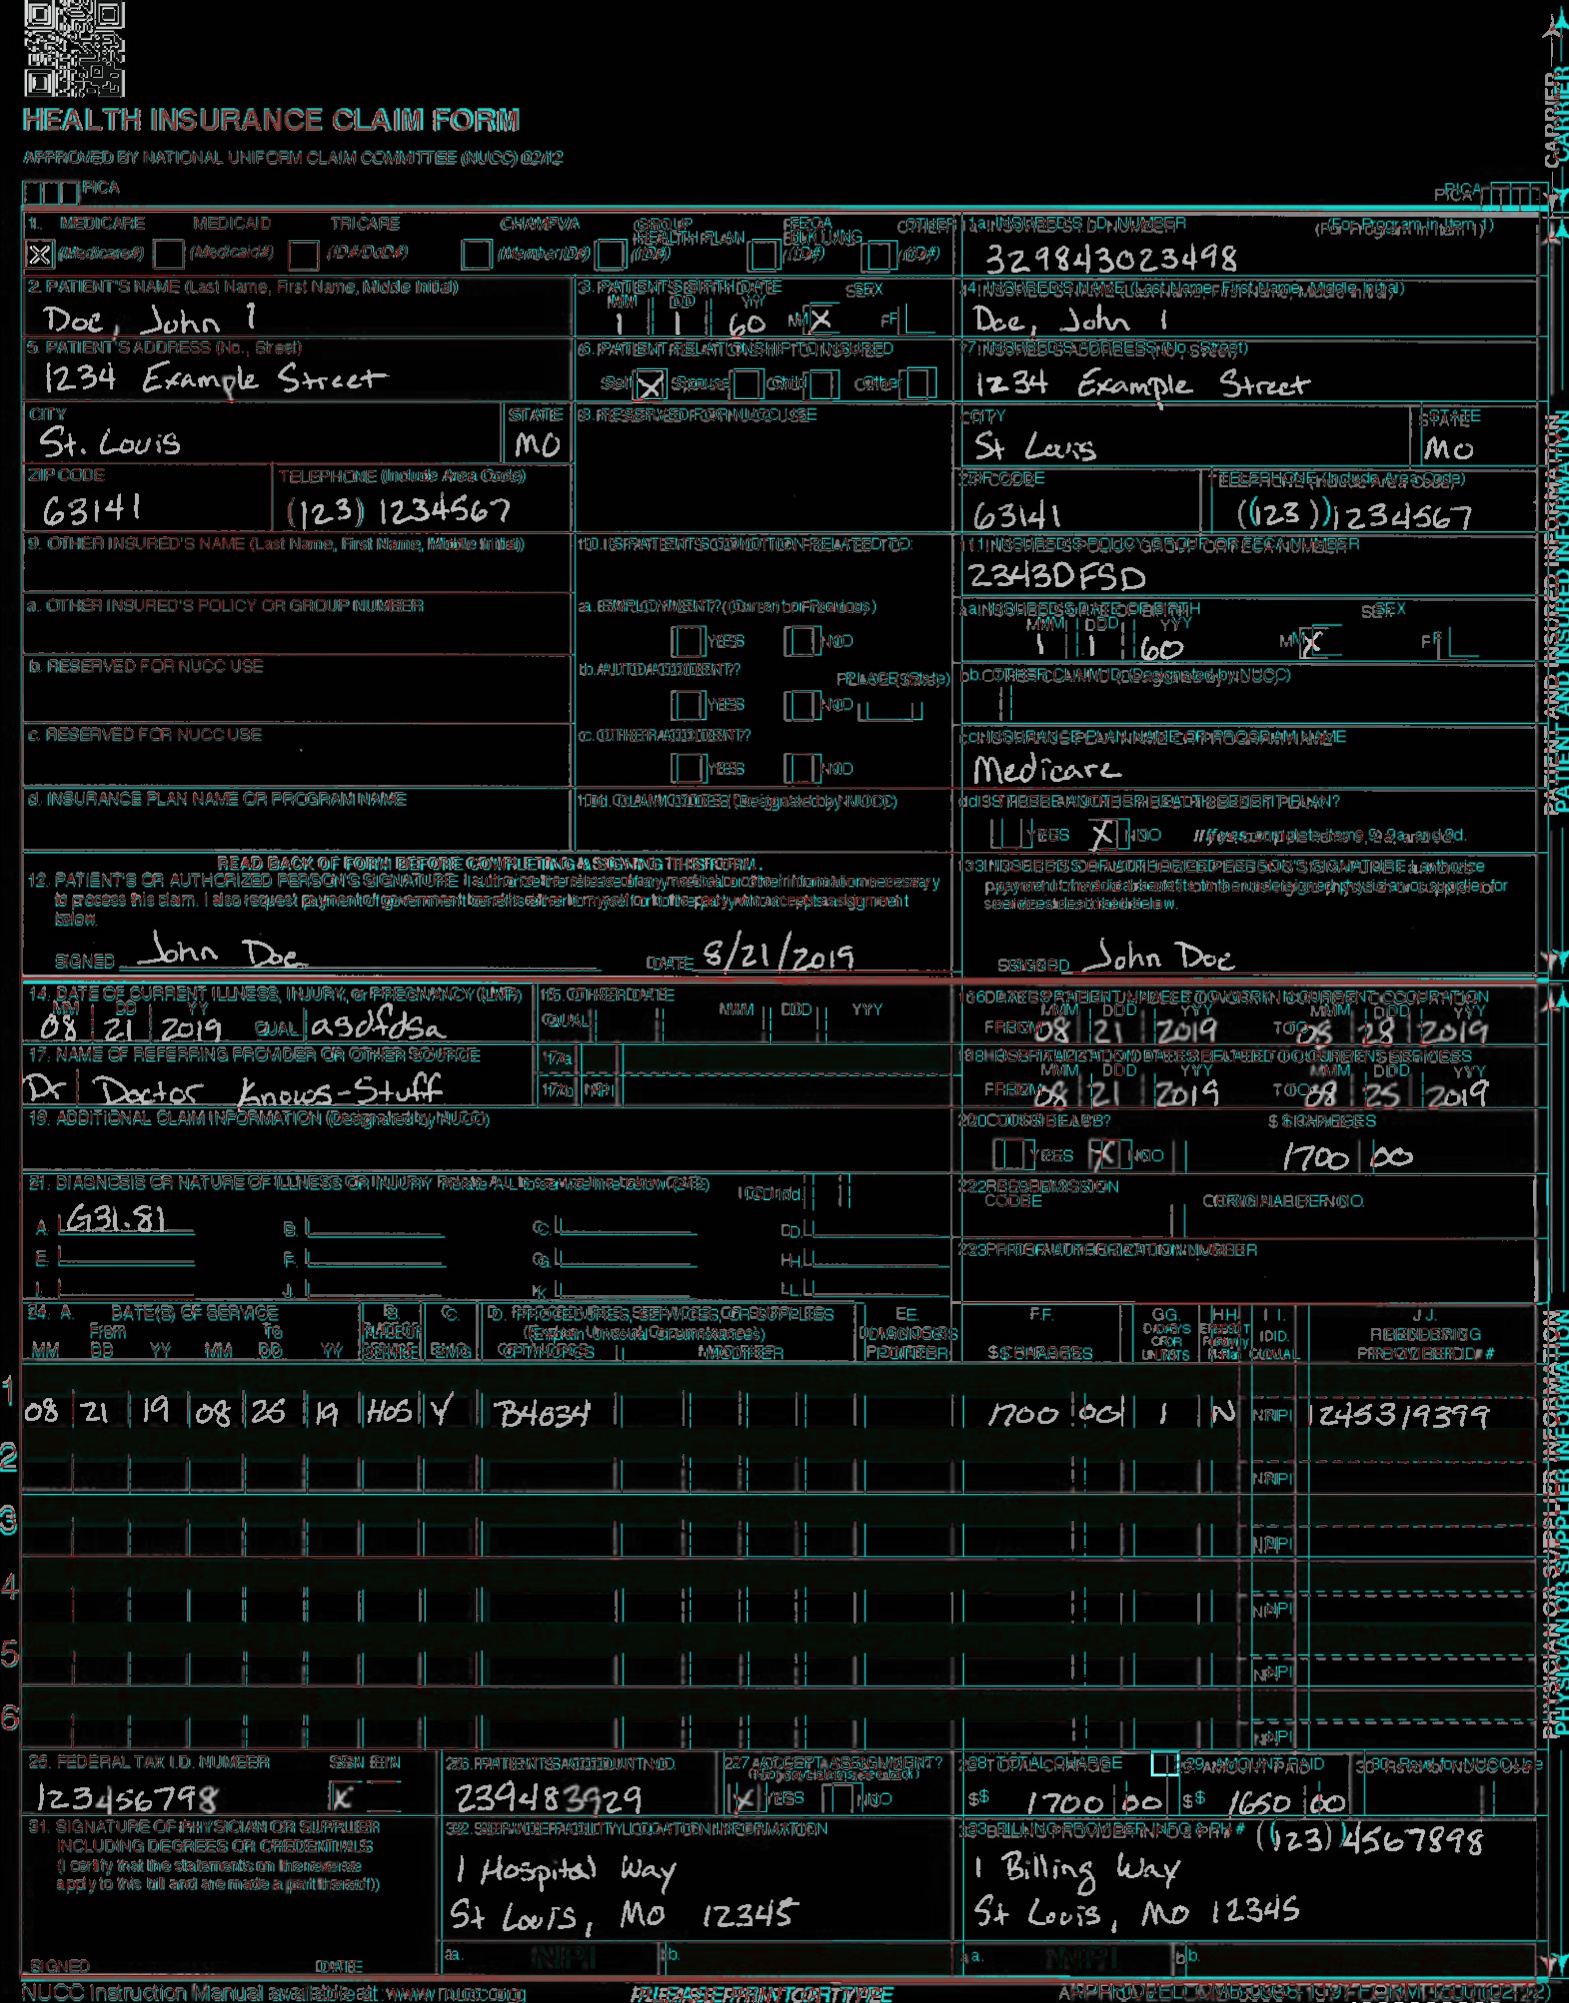 HEALTH INSURANCE CLAIM FORM
APPROVED BY NATIONAL UNIFORM CLAIM COMMITTEE (NUCC) 02/12
PICA
PICA
CARRIER
1. MEDICARE MEDICAID TRICARE CHAMPVA GROUP HEALTH PLAN FECA BLK LUNG OTHER
(Medicare#) (Medicaid#) (ID#/DoD#) (Member ID#) (ID#) (ID#) (ID#)
1a. INSURED'S I.D. NUMBER (For Program in Item 1)
329843023498
2. PATIENT'S NAME (Last Name, First Name, Middle Initial)
Doe, John 1
3. PATIENT'S BIRTH DATE SEX
MM DD YY
1 1 60 M X F
4. INSURED'S NAME (Last Name, First Name, Middle Initial)
Doe, John 1
5. PATIENT'S ADDRESS (No., Street)
1234 Example Street
6. PATIENT RELATIONSHIP TO INSURED
Self X Spouse Child Other
7. INSURED'S ADDRESS (No., Street)
1234 Example Street
CITY STATE
St. Louis MO
8. RESERVED FOR NUCC USE
CITY STATE
St Louis MO
ZIP CODE TELEPHONE (Include Area Code)
63141 (123) 1234567
ZIP CODE TELEPHONE (Include Area Code)
63141 (123) 1234567
9. OTHER INSURED'S NAME (Last Name, First Name, Middle Initial)
10. IS PATIENT'S CONDITION RELATED TO:
11. INSURED'S POLICY GROUP OR FECA NUMBER
2343DFSD
a. OTHER INSURED'S POLICY OR GROUP NUMBER
a. EMPLOYMENT? (Current or Previous)
YES NO
a. INSURED'S DATE OF BIRTH SEX
MM DD YY
1 1 60 M X F
b. RESERVED FOR NUCC USE
b. AUTO ACCIDENT? PLACE (State)
YES NO
b. OTHER CLAIM ID (Designated by NUCC)
c. RESERVED FOR NUCC USE
c. OTHER ACCIDENT?
YES NO
c. INSURANCE PLAN NAME OR PROGRAM NAME
Medicare
d. INSURANCE PLAN NAME OR PROGRAM NAME
10d. CLAIM CODES (Designated by NUCC)
d. IS THERE ANOTHER HEALTH BENEFIT PLAN?
YES X NO If yes, complete items 9, 9a, and 9d.
PATIENT AND INSURED INFORMATION
READ BACK OF FORM BEFORE COMPLETING & SIGNING THIS FORM.
12. PATIENT'S OR AUTHORIZED PERSON'S SIGNATURE I authorize the release of any medical or other information necessary
to process this claim. I also request payment of government benefits either to myself or to the party who accepts assignment
below.
SIGNED John Doe DATE 8/21/2019
13. INSURED'S OR AUTHORIZED PERSON'S SIGNATURE I authorize
payment of medical benefits to the undersigned physician or supplier for
services described below.
SIGNED John Doe
14. DATE OF CURRENT ILLNESS, INJURY, or PREGNANCY (LMP)
MM DD YY
08 21 2019 QUAL asdfdsa
15. OTHER DATE
QUAL MM DD YY
16. DATES PATIENT UNABLE TO WORK IN CURRENT OCCUPATION
MM DD YY MM DD YY
FROM 08 21 2019 TO 08 28 2019
17. NAME OF REFERRING PROVIDER OR OTHER SOURCE
Dr Doctor Knows-Stuff
17a.
17b. NPI
18. HOSPITALIZATION DATES RELATED TO CURRENT SERVICES
MM DD YY MM DD YY
FROM 08 21 2019 TO 08 25 2019
19. ADDITIONAL CLAIM INFORMATION (Designated by NUCC)
20. OUTSIDE LAB? $ CHARGES
YES X NO 1700 00
21. DIAGNOSIS OR NATURE OF ILLNESS OR INJURY Relate A-L to service line below (24E) ICD Ind.
A. G31.81 B. C. D.
E. F. G. H.
I. J. K. L.
22. RESUBMISSION
CODE ORIGINAL REF. NO.
23. PRIOR AUTHORIZATION NUMBER
24. A. DATE(S) OF SERVICE B. C. D. PROCEDURES, SERVICES, OR SUPPLIES E. F. G. H. I. J.
From To PLACE OF (Explain Unusual Circumstances) DIAGNOSIS DAYS OR EPSDT ID. RENDERING
MM DD YY MM DD YY SERVICE EMG CPT/HCPCS MODIFIER POINTER $ CHARGES UNITS Family Plan QUAL. PROVIDER ID. #
1 08 21 19 08 25 19 HOS Y B4034 1700 00 1 N NPI 1245319399
2 NPI
3 NPI
4 NPI
5 NPI
6 NPI
PHYSICIAN OR SUPPLIER INFORMATION
25. FEDERAL TAX I.D. NUMBER SSN EIN
123456798 X
26. PATIENT'S ACCOUNT NO.
239483929
27. ACCEPT ASSIGNMENT?
X YES NO
28. TOTAL CHARGE
$ 1700 00
29. AMOUNT PAID
$ 1650 00
30. Rsvd for NUCC Use
31. SIGNATURE OF PHYSICIAN OR SUPPLIER
INCLUDING DEGREES OR CREDENTIALS
(I certify that the statements on the reverse
apply to this bill and are made a part thereof.)
SIGNED DATE
32. SERVICE FACILITY LOCATION INFORMATION
1 Hospital Way
St Louis, MO 12345
a. NPI b.
33. BILLING PROVIDER INFO & PH # (123) 4567898
1 Billing Way
St Louis, MO 12345
a. NPI b.
NUCC Instruction Manual available at: www.nucc.org
PLEASE PRINT OR TYPE